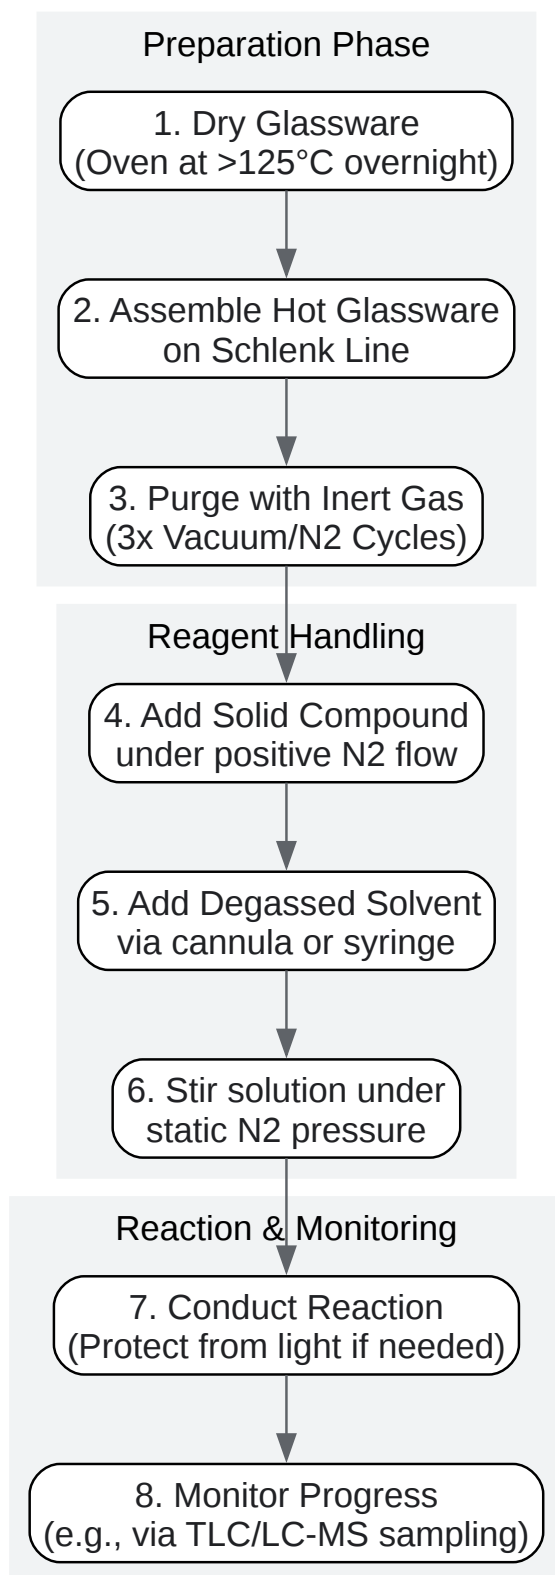 Preparation Phase
1. Dry Glassware
(Oven at >125°C overnight)
2. Assemble Hot Glassware
on Schlenk Line
3. Purge with Inert Gas
(3x Vacuum/N2 Cycles)
Reagent Handling
4. Add Solid Compound
under positive N2 flow
5. Add Degassed Solvent
via cannula or syringe
6. Stir solution under
static N2 pressure
Reaction & Monitoring
7. Conduct Reaction
(Protect from light if needed)
8. Monitor Progress
(e.g., via TLC/LC-MS sampling)